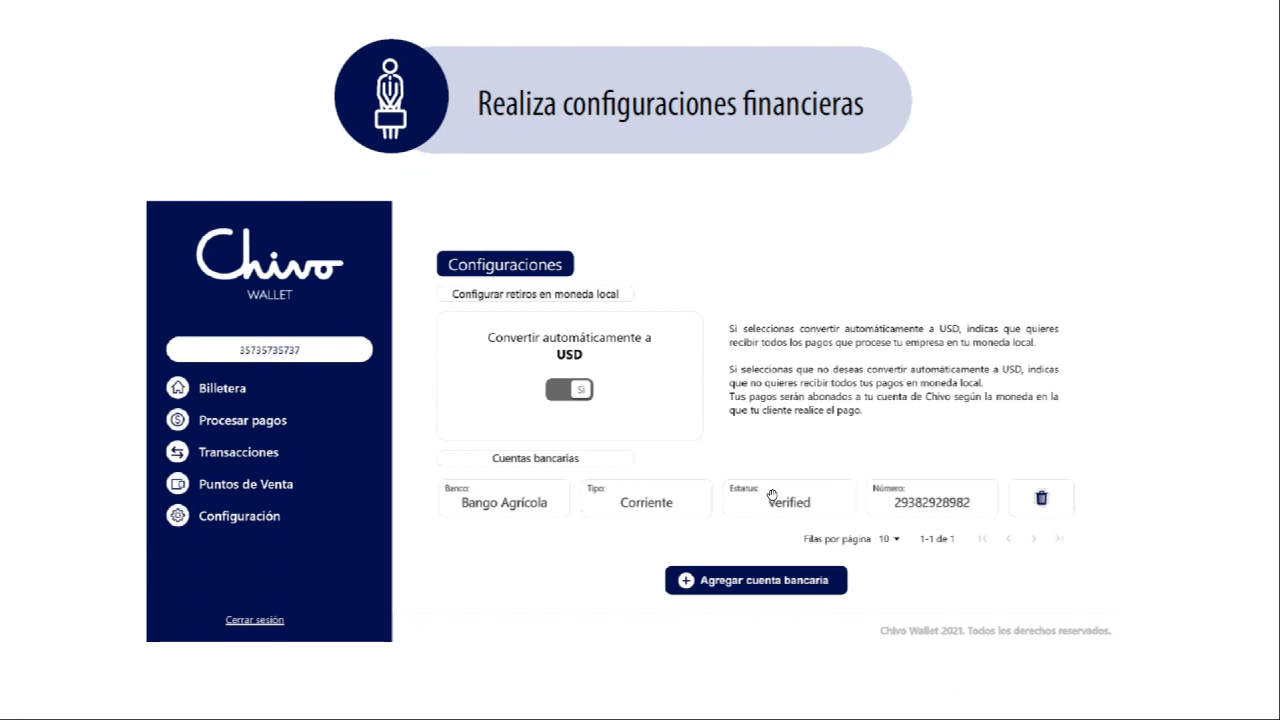 Realiza configuraciones financieras
Chivo
WALLET
35735735737
Billetera
Procesar pagos
Transacciones
Puntos de Venta
Configuración
Cerrar sesión
Configuraciones
Configurar retiros en moneda local
Convertir automáticamente a
USD
Si
Si seleccionas convertir automáticamente a USD, indicas que quieres
recibir todos los pagos que procese tu empresa en tu moneda local.
Si seleccionas que no deseas convertir automáticamente a USD, indicas
que no quieres recibir todos tus pagos en moneda local.
Tus pagos serán abonados a tu cuenta de Chivo según la moneda en la
que tu cliente realice el pago.
Cuentas bancarias
Banco: Tipo: Estatus: Número:
Bango Agrícola Corriente Verified 29382928982
Filas por página 10 1-1 de 1
Agregar cuenta bancaria
Chivo Wallet 2021. Todos los derechos reservados.